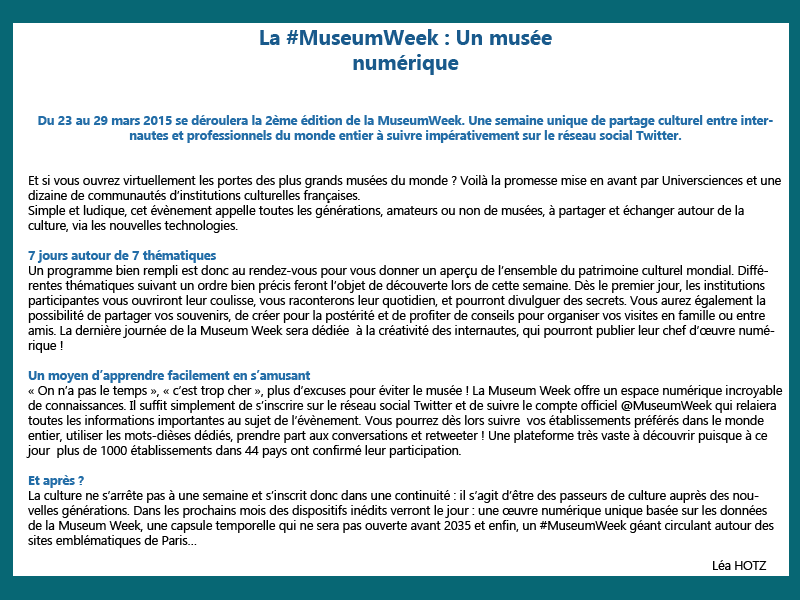 La #MuseumWeek : Un musée
numérique
Du 23 au 29 mars 2015 se déroulera la 2ème édition de la MuseumWeek. Une semaine unique de partage culturel entre inter-
nautes et professionnels du monde entier à suivre impérativement sur le réseau social Twitter.
Et si vous ouvrez virtuellement les portes des plus grands musées du monde ? Voilà la promesse mise en avant par Universciences et une
dizaine de communautés d'institutions culturelles françaises.
Simple et ludique, cet évènement appelle toutes les générations, amateurs ou non de musées, à partager et échanger autour de la
culture, via les nouvelles technologies.
7 jours autour de 7 thématiques
Un programme bien rempli est donc au rendez-vous pour vous donner un aperçu de l'ensemble du patrimoine culturel mondial. Diffé-
rentes thématiques suivant un ordre bien précis feront l'objet de découverte lors de cette semaine. Dès le premier jour, les institutions
participantes vous ouvriront leur coulisse, vous raconterons leur quotidien, et pourront divulguer des secrets. Vous aurez également la
possibilité de partager vos souvenirs, de créer pour la postérité et de profiter de conseils pour organiser vos visites en famille ou entre
amis. La dernière journée de la Museum Week sera dédiée  à la créativité des internautes, qui pourront publier leur chef d'œuvre numé-
rique !
Un moyen d'apprendre facilement en s'amusant
« On n'a pas le temps », « c'est trop cher », plus d'excuses pour éviter le musée ! La Museum Week offre un espace numérique incroyable
de connaissances. Il suffit simplement de s'inscrire sur le réseau social Twitter et de suivre le compte officiel @MuseumWeek qui relaiera
toutes les informations importantes au sujet de l'évènement. Vous pourrez dès lors suivre  vos établissements préférés dans le monde
entier, utiliser les mots-dièses dédiés, prendre part aux conversations et retweeter ! Une plateforme très vaste à découvrir puisque à ce
jour  plus de 1000 établissements dans 44 pays ont confirmé leur participation.
Et après ?
La culture ne s'arrête pas à une semaine et s'inscrit donc dans une continuité : il s'agit d'être des passeurs de culture auprès des nou-
velles générations. Dans les prochains mois des dispositifs inédits verront le jour : une œuvre numérique unique basée sur les données
de la Museum Week, une capsule temporelle qui ne sera pas ouverte avant 2035 et enfin, un #MuseumWeek géant circulant autour des
sites emblématiques de Paris...
Léa HOTZ